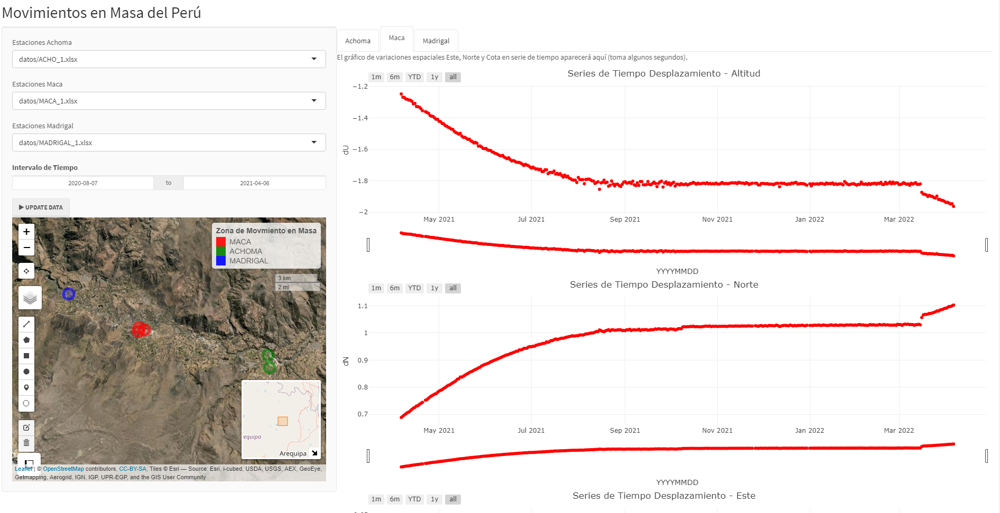 Movimientos en Masa del Perú
Estaciones Achoma
datos/ACHO_1.xlsx
Estaciones Maca
datos/MACA_1.xlsx
Estaciones Madrigal
datos/MADRIGAL_1.xlsx
Intervalo de Tiempo
2020-08-07 to 2021-04-06
UPDATE DATA
+
−
Zona de Movmiento en Masa
MACA
ACHOMA
MADRIGAL
3 km
2 mi
equipa
Arequipa
Leaflet | © OpenStreetMap contributors, CC-BY-SA, Tiles © Esri — Source: Esri, i-cubed, USDA, USGS, AEX, GeoEye,
Getmapping, Aerogrid, IGN, IGP, UPR-EGP, and the GIS User Community
Achoma Maca Madrigal
El gráfico de variaciones espaciales Este, Norte y Cota en serie de tiempo aparecerá aquí (toma algunos segundos).
Series de Tiempo Desplazamiento - Altitud
1m 6m YTD 1y all
−1.2
−1.4
−1.6
−1.8
−2
dU
May 2021 Jul 2021 Sep 2021 Nov 2021 Jan 2022 Mar 2022
YYYYMMDD
Series de Tiempo Desplazamiento - Norte
1m 6m YTD 1y all
1.1
1
0.9
0.8
0.7
dN
May 2021 Jul 2021 Sep 2021 Nov 2021 Jan 2022 Mar 2022
YYYYMMDD
Series de Tiempo Desplazamiento - Este
1m 6m YTD 1y all